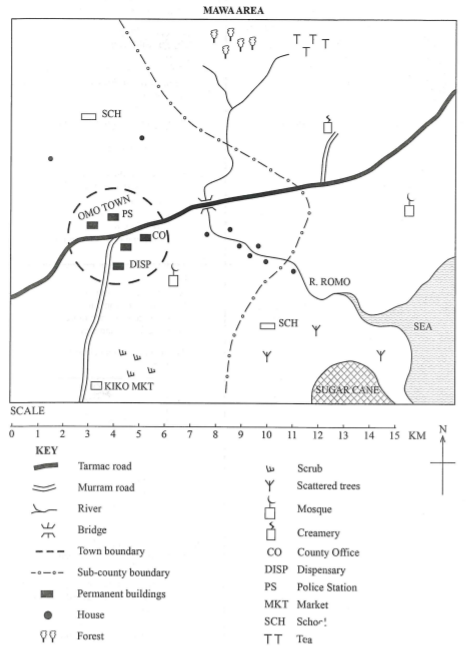 MAWA AREA
SCH
OMO TOWN
PS
CO
DISP
R. ROMO
SEA
SCH
KIKO MKT
SUGAR CANE
SCALE
0 1 2 3 4 5 6 7 8 9 10 11 12 13 14 15 KM
N
KEY
Tarmac road
Murram road
River
Bridge
Town boundary
Sub-county boundary
Permanent buildings
House
Forest
Scrub
Scattered trees
Mosque
Creamery
CO County Office
DISP Dispensary
PS Police Station
MKT Market
SCH School
Tea